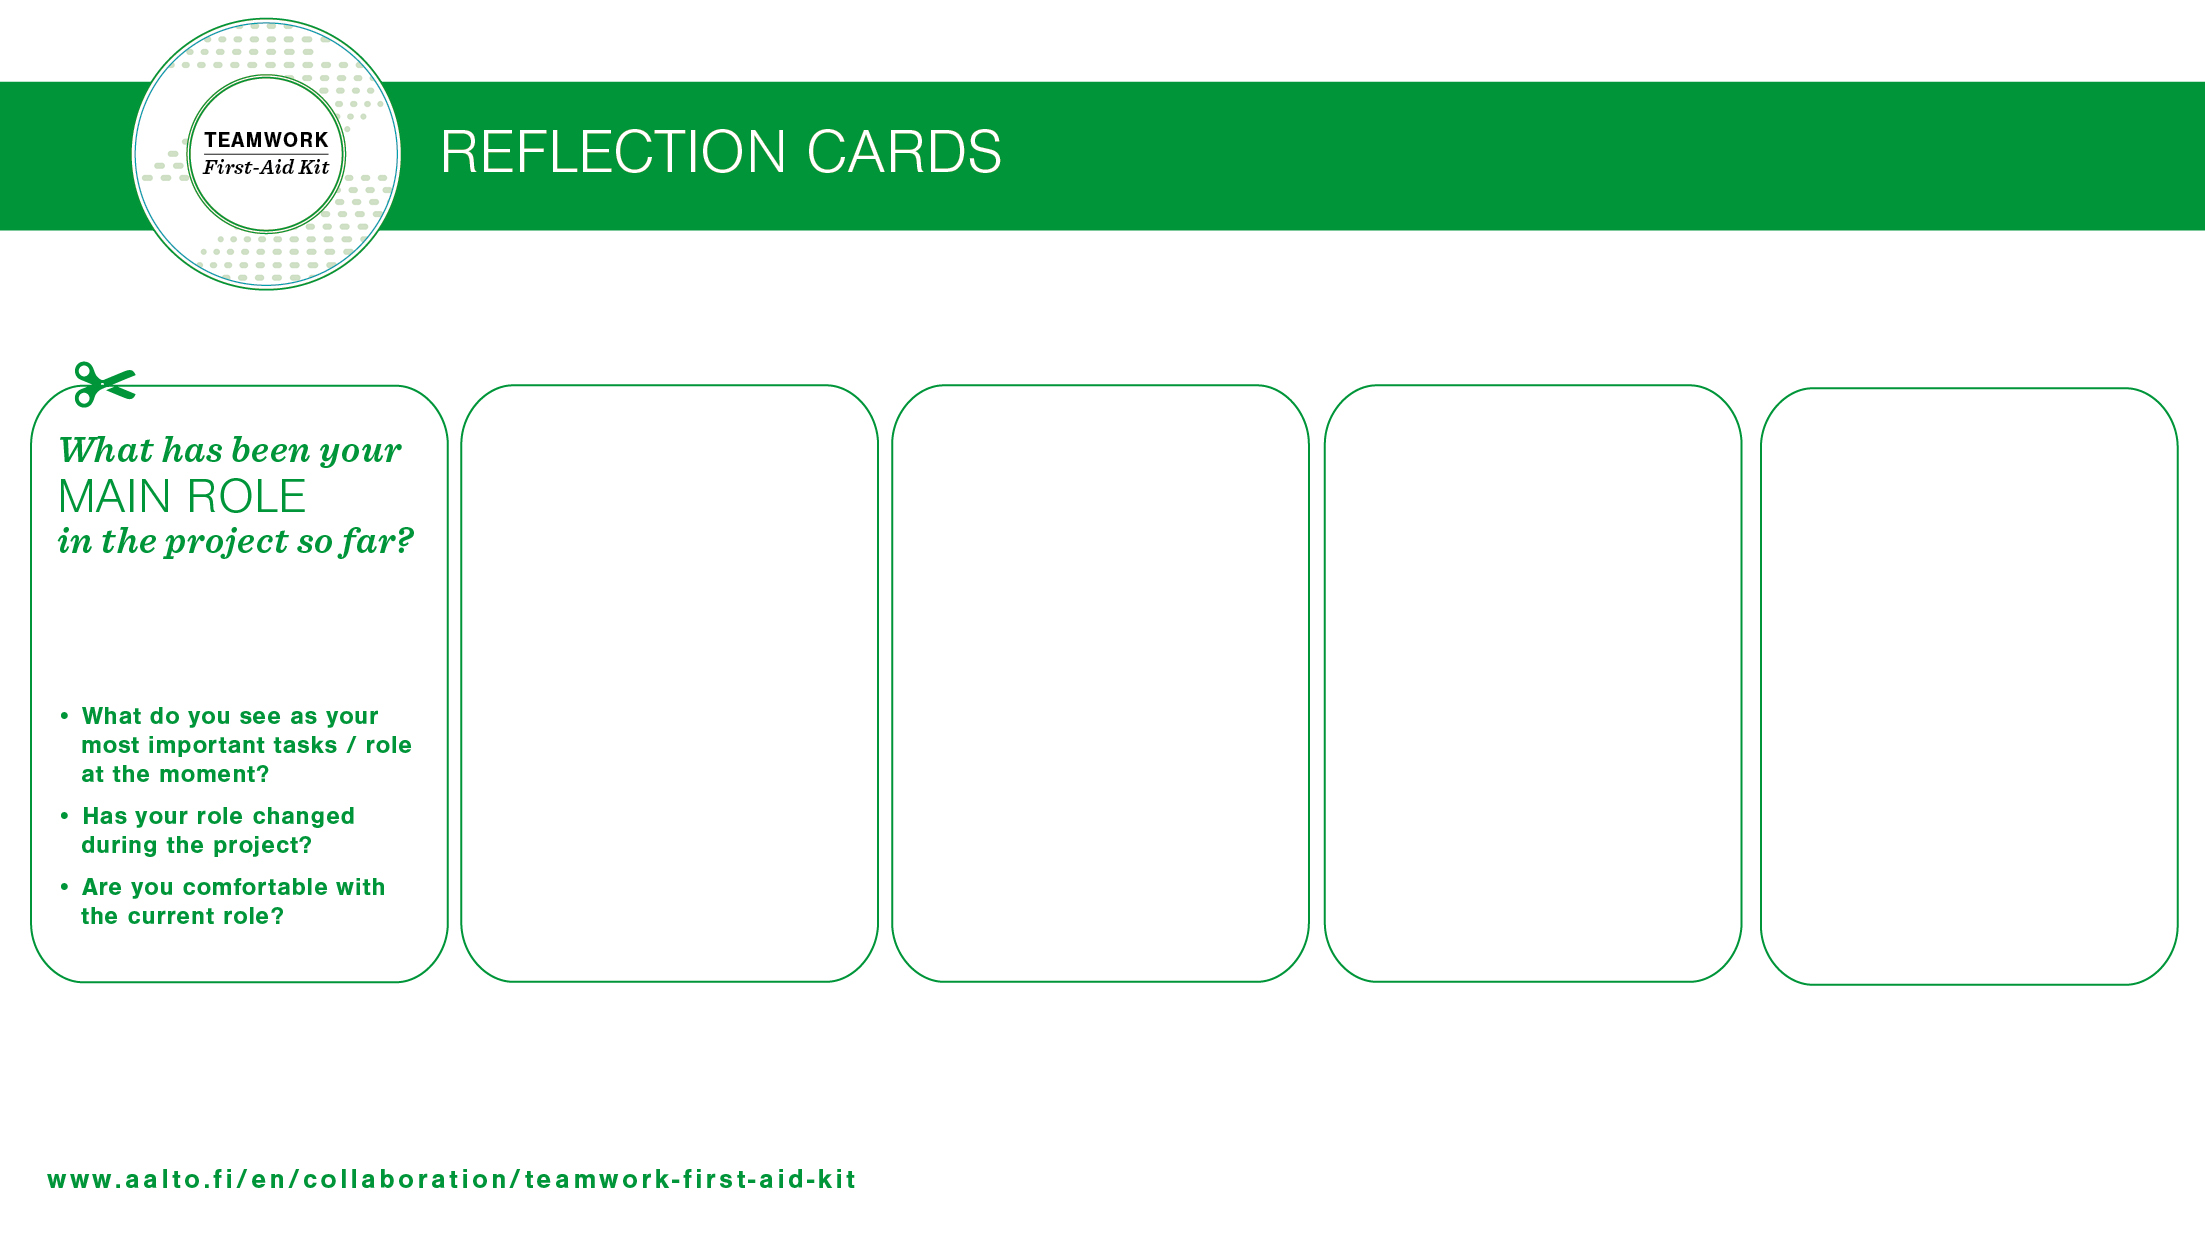 TEAMWORK
First-Aid Kit
REFLECTION CARDS
What has been your
MAIN ROLE
in the project so far?
• What do you see as your
most important tasks / role
at the moment?
• Has your role changed
during the project?
• Are you comfortable with
the current role?
www.aalto.fi/en/collaboration/teamwork-first-aid-kit